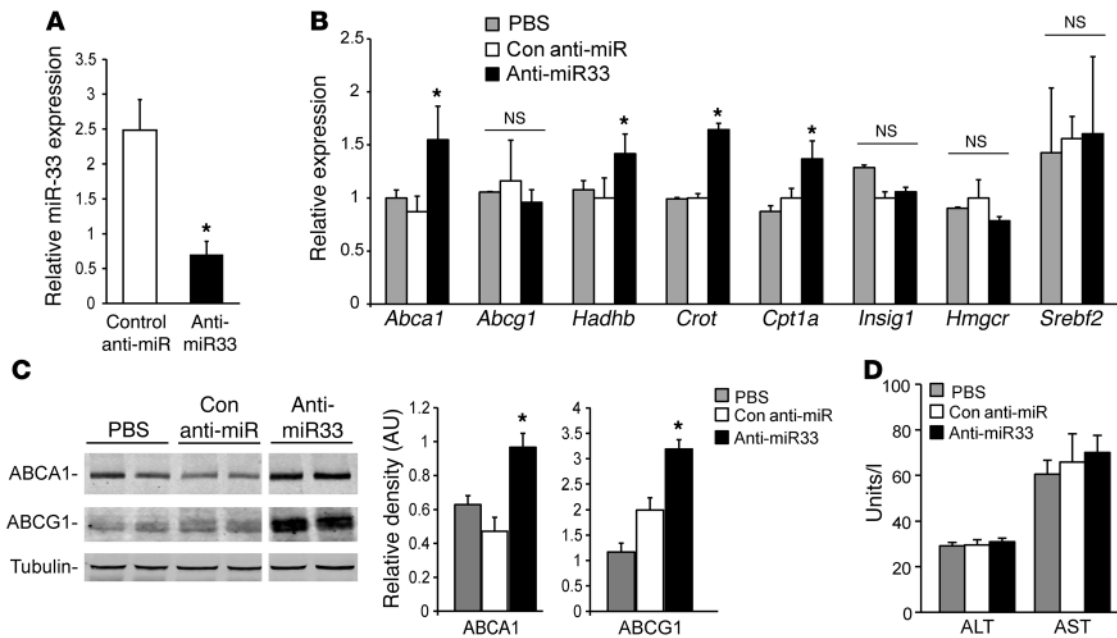 A
Relative miR-33 expression
3.5
3
2.5
2
1.5
1
0.5
0
*
Control anti-miR
Anti-miR33
B
PBS
Con anti-miR
Anti-miR33
Relative expression
2.5
2
1.5
1
0.5
0
*
NS
*
*
*
NS
NS
NS
Abca1 Abcg1 Hadhb Crot Cpt1a Insig1 Hmgcr Srebf2
C
PBS
Con anti-miR
Anti-miR33
ABCA1-
ABCG1-
Tubulin-
Relative density (AU)
1.2
1
0.8
0.6
0.4
0.2
0
*
ABCA1
4
3.5
3
2.5
2
1.5
1
0.5
0
*
ABCG1
PBS
Con anti-miR
Anti-miR33
D
Units/l
100
80
60
40
20
0
PBS
Con anti-miR
Anti-miR33
ALT AST